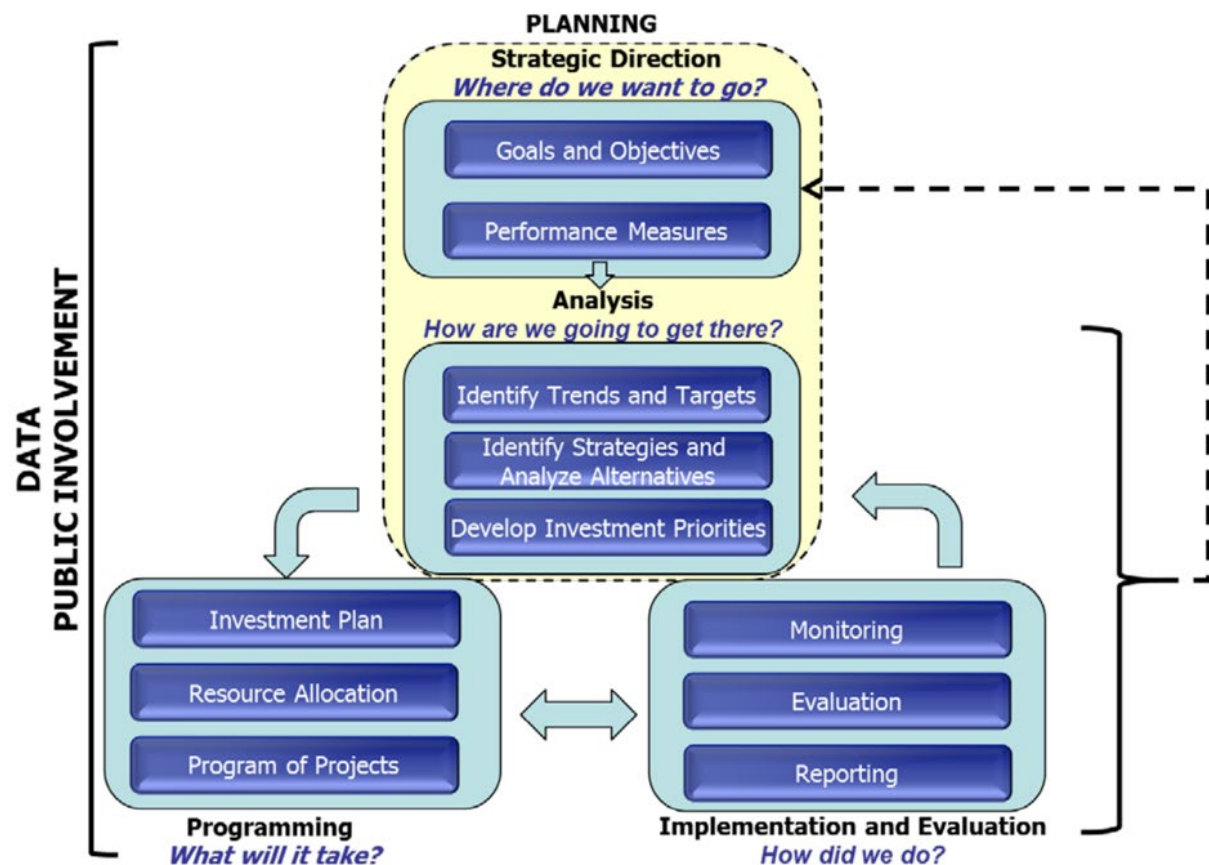 PLANNING
Strategic Direction
Where do we want to go?
Goals and Objectives
Performance Measures
Analysis
How are we going to get there?
Identify Trends and Targets
Identify Strategies and
Analyze Alternatives
Develop Investment Priorities
DATA
PUBLIC INVOLVEMENT
Investment Plan
Resource Allocation
Program of Projects
Programming
What will it take?
Monitoring
Evaluation
Reporting
Implementation and Evaluation
How did we do?